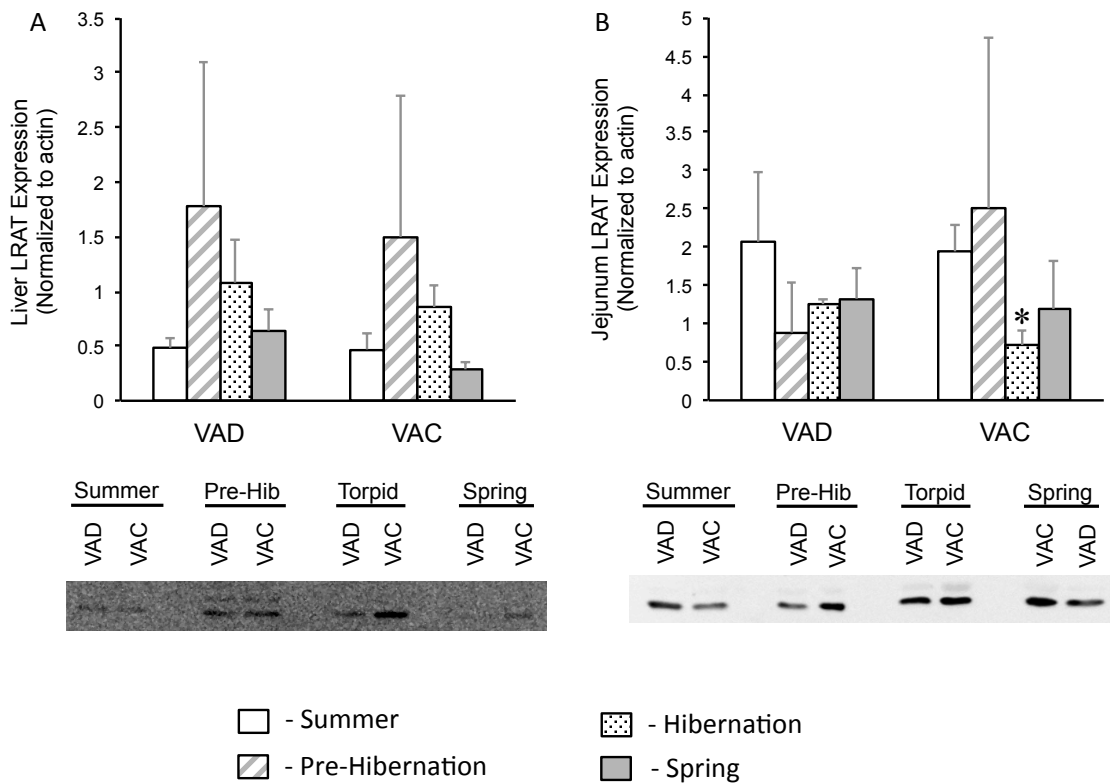 A
Liver LRAT Expression
(Normalized to actin)
3.5
3
2.5
2
1.5
1
0.5
0
VAD VAC
Summer Pre-Hib Torpid Spring
VAD VAC VAD VAC VAD VAC VAD VAC
B
Jejunum LRAT Expression
(Normalized to actin)
5
4.5
4
3.5
3
2.5
2
1.5
1
0.5
0
*
VAD VAC
Summer Pre-Hib Torpid Spring
VAD VAC VAD VAC VAD VAC VAC VAD
- Summer
- Pre-Hibernation
- Hibernation
- Spring